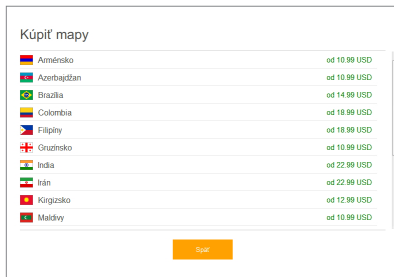 Kúpiť mapy
Arménsko od 10.99 USD
Azerbajdžan od 10.99 USD
Brazília od 14.99 USD
Colombia od 18.99 USD
Filipíny od 18.99 USD
Gruzínsko od 10.99 USD
India od 22.99 USD
Irán od 22.99 USD
Kirgizsko od 12.99 USD
Maldivy od 10.99 USD
Späť